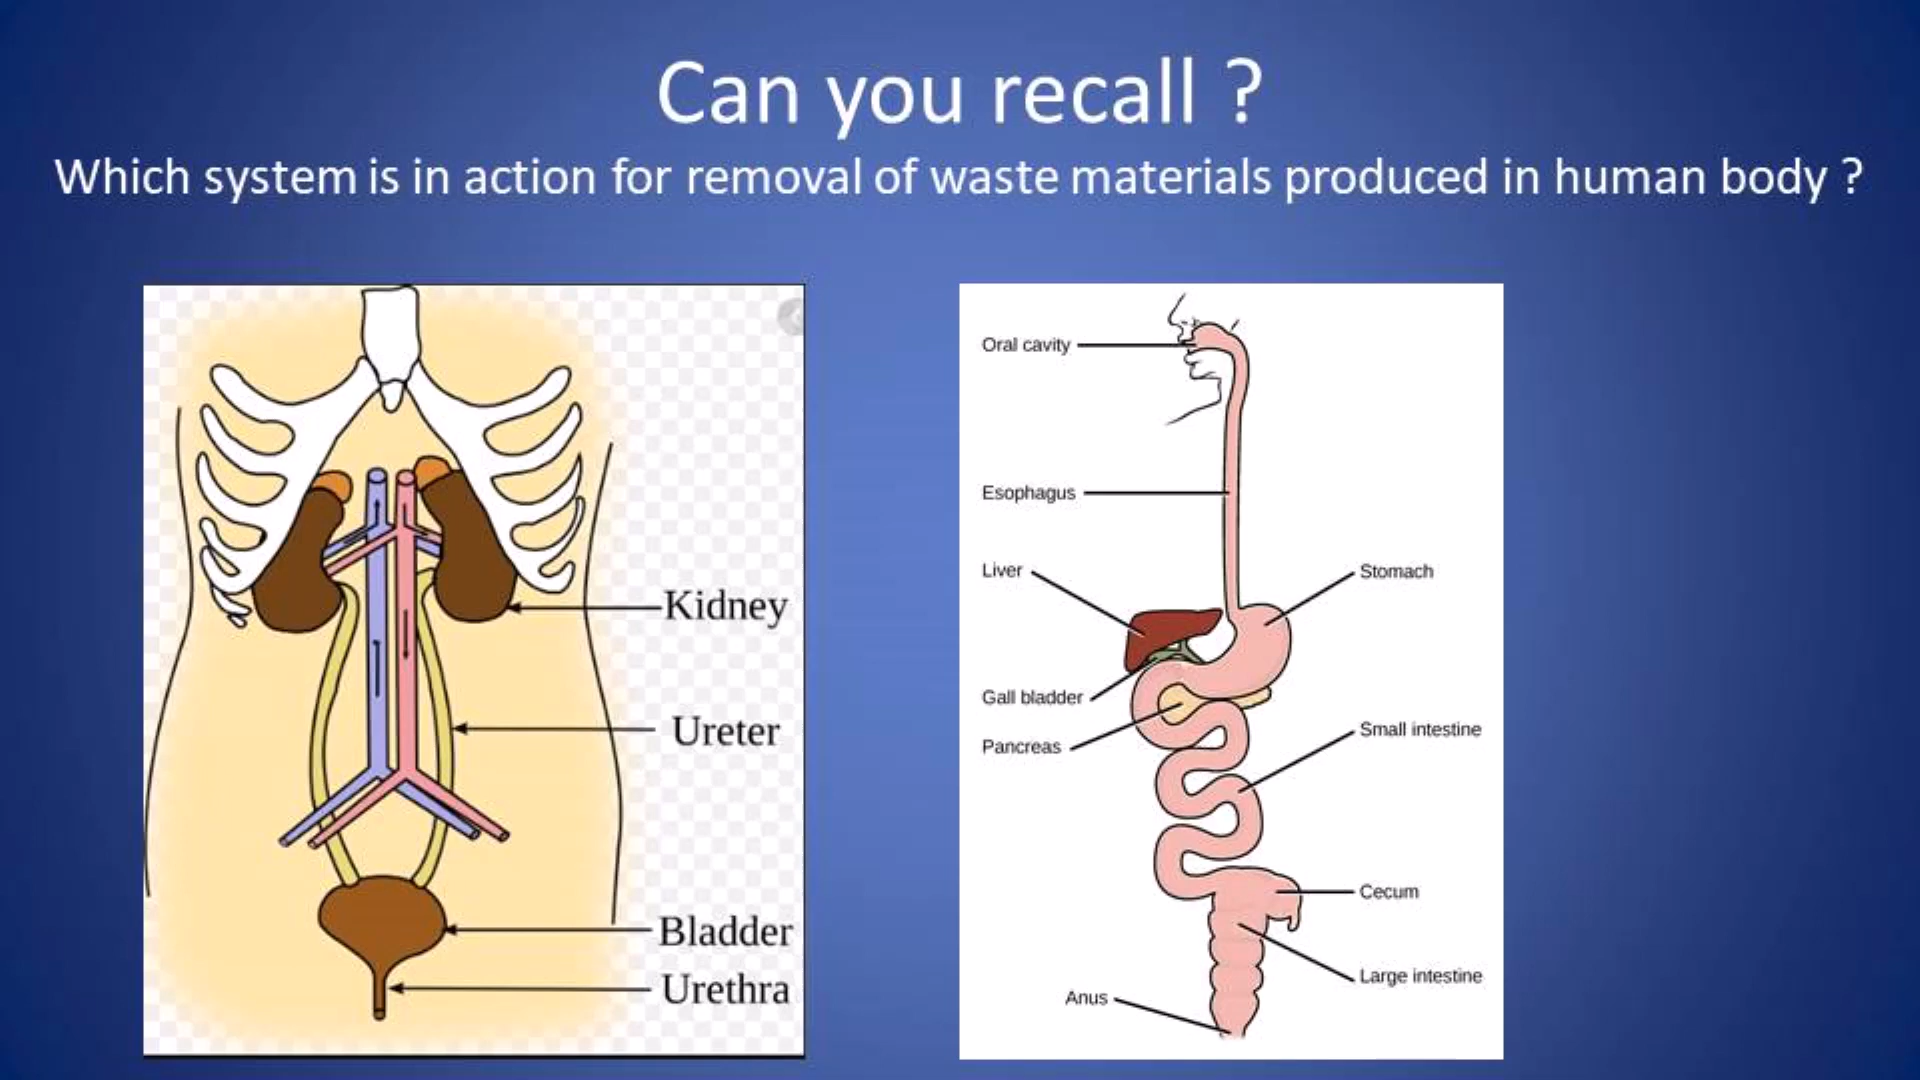 Can you recall ?
Which system is in action for removal of waste materials produced in human body ?
Kidney
Ureter
Bladder
Urethra
Oral cavity
Esophagus
Liver
Stomach
Gall bladder
Pancreas
Small intestine
Cecum
Large intestine
Anus